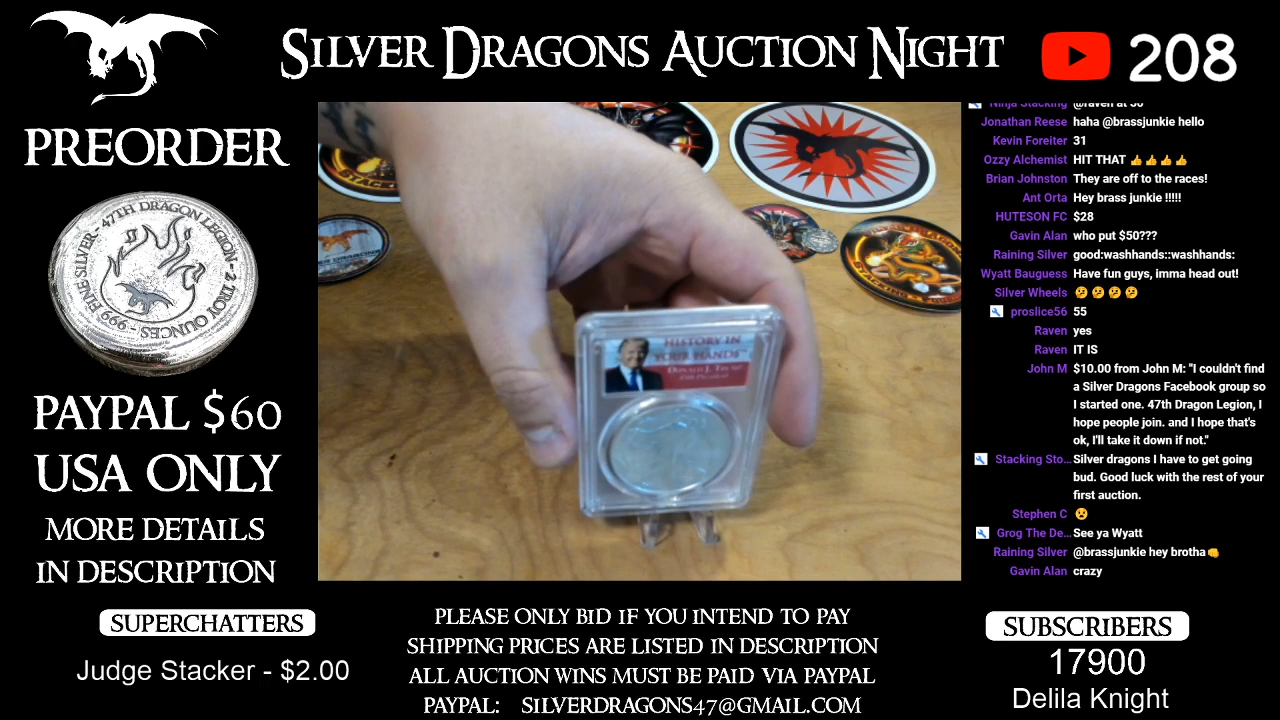 SILVER DRAGONS AUCTION NIGHT
208
PREORDER
47TH DRAGON LEGION - 2 TROY OUNCES - 999 FINE SILVER -
PAYPAL $60
USA ONLY
MORE DETAILS
IN DESCRIPTION
HISTORY IN
YOUR HANDS
DONALD J. TRUMP
Ninja Stacking @raven at 50
Jonathan Reese haha @brassjunkie hello
Kevin Foreiter 31
Ozzy Alchemist HIT THAT 👍👍👍👍
Brian Johnston They are off to the races!
Ant Orta Hey brass junkie !!!!!
HUTESON FC $28
Gavin Alan who put $50???
Raining Silver good:washhands::washhands:
Wyatt Bauguess Have fun guys, imma head out!
Silver Wheels 😕😕😕😕
proslice56 55
Raven yes
Raven IT IS
John M $10.00 from John M: "I couldn't find
a Silver Dragons Facebook group so
I started one. 47th Dragon Legion, I
hope people join. and I hope that's
ok, I'll take it down if not."
Stacking Sto... Silver dragons I have to get going
bud. Good luck with the rest of your
first auction.
Stephen C 😟
Grog The De... See ya Wyatt
Raining Silver @brassjunkie hey brotha👊
Gavin Alan crazy
SUPERCHATTERS
Judge Stacker - $2.00
PLEASE ONLY BID IF YOU INTEND TO PAY
SHIPPING PRICES ARE LISTED IN DESCRIPTION
ALL AUCTION WINS MUST BE PAID VIA PAYPAL
PAYPAL: SILVERDRAGONS47@GMAIL.COM
SUBSCRIBERS
17900
Delila Knight